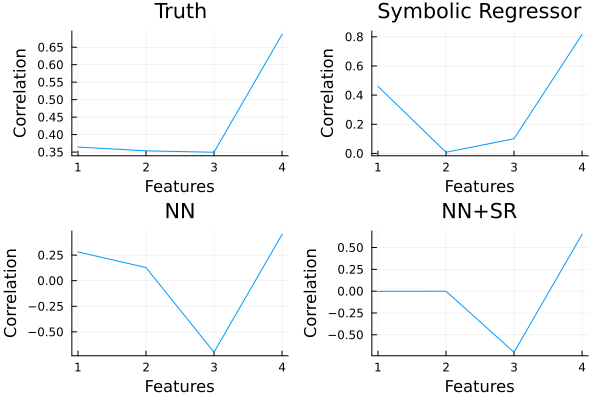 Truth
Correlation
0.65
0.60
0.55
0.50
0.45
0.40
0.35
1 2 3 4
Features
Symbolic Regressor
Correlation
0.8
0.6
0.4
0.2
0.0
1 2 3 4
Features
NN
Correlation
0.25
0.00
−0.25
−0.50
1 2 3 4
Features
NN+SR
Correlation
0.50
0.25
0.00
−0.25
−0.50
1 2 3 4
Features